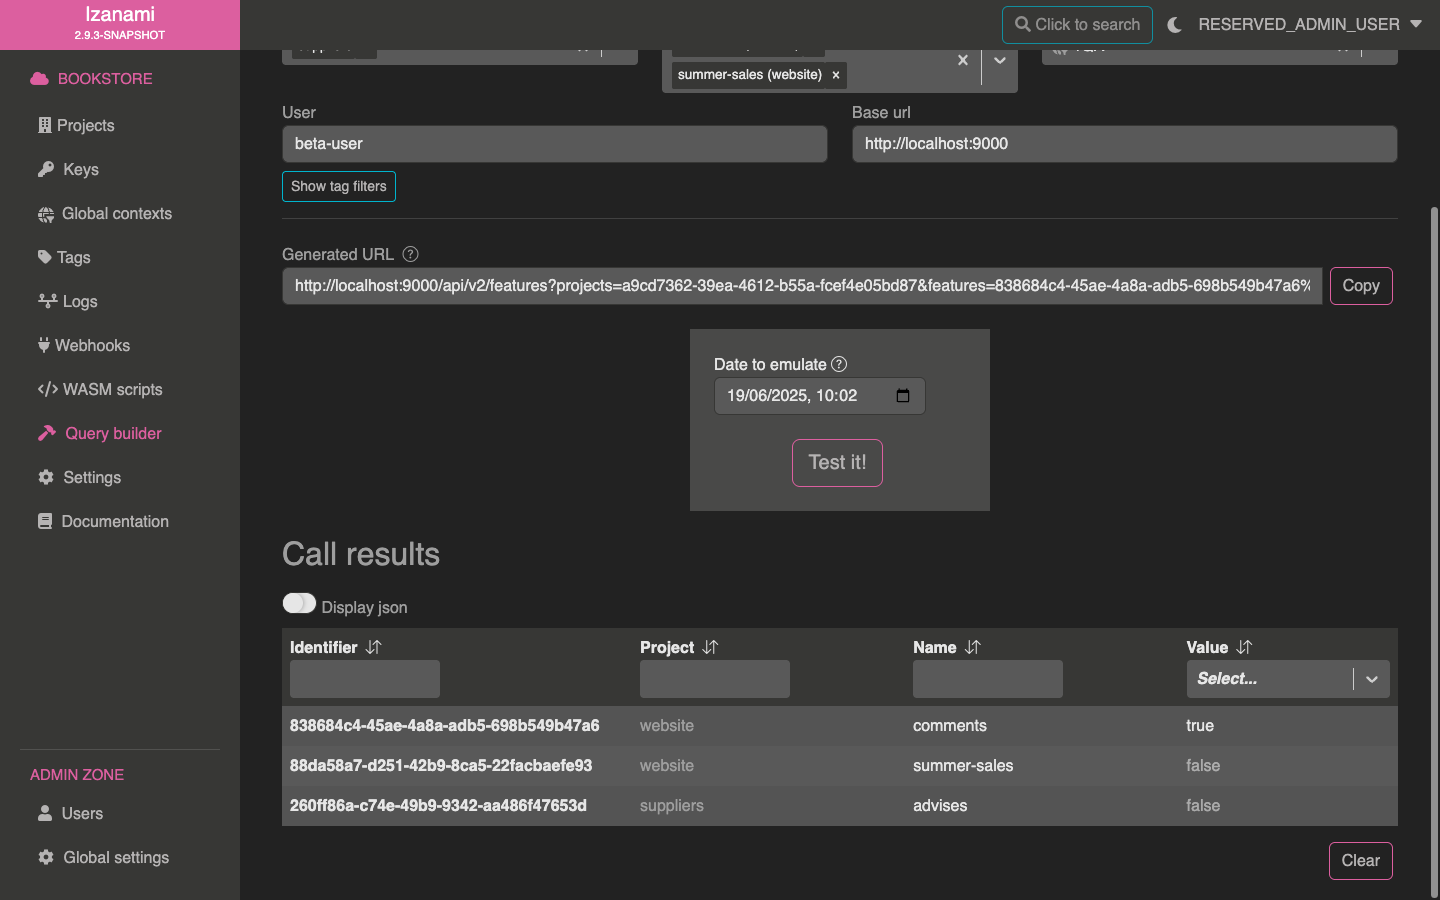 Izanami
2.9.3-SNAPSHOT
Click to search
RESERVED_ADMIN_USER
BOOKSTORE
Projects
Keys
Global contexts
Tags
Logs
Webhooks
WASM scripts
Query builder
Settings
Documentation
ADMIN ZONE
Users
Global settings
summer-sales (website) ×
User
beta-user
Base url
http://localhost:9000
Show tag filters
Generated URL ?
http://localhost:9000/api/v2/features?projects=a9cd7362-39ea-4612-b55a-fcef4e05bd87&features=838684c4-45ae-4a8a-adb5-698b549b47a6%
Copy
Date to emulate ?
19/06/2025, 10:02
Test it!
Call results
Display json
Identifier Project Name Value
Select...
838684c4-45ae-4a8a-adb5-698b549b47a6 website comments true
88da58a7-d251-42b9-8ca5-22facbaefe93 website summer-sales false
260ff86a-c74e-49b9-9342-aa486f47653d suppliers advises false
Clear